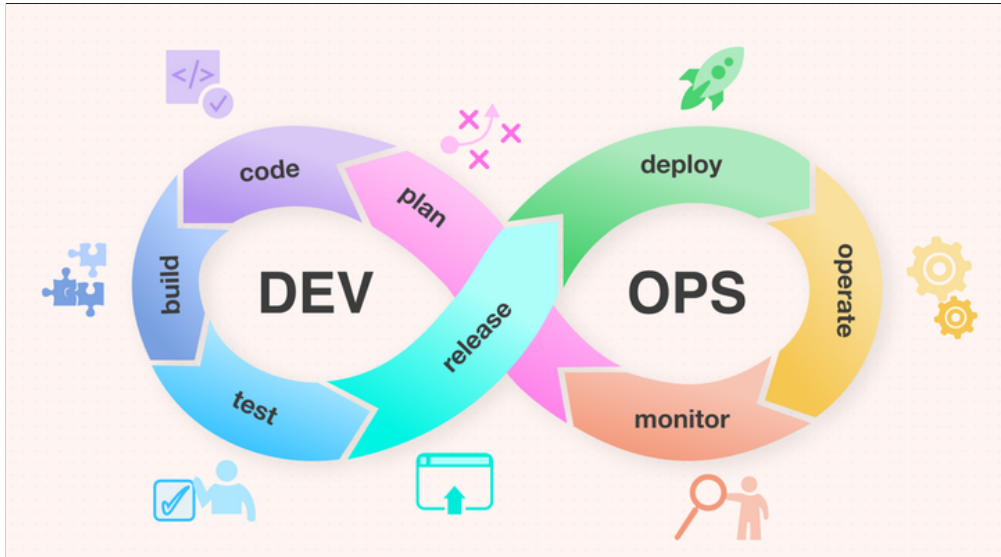 </>
code
plan
deploy
build
DEV
OPS
operate
release
test
monitor